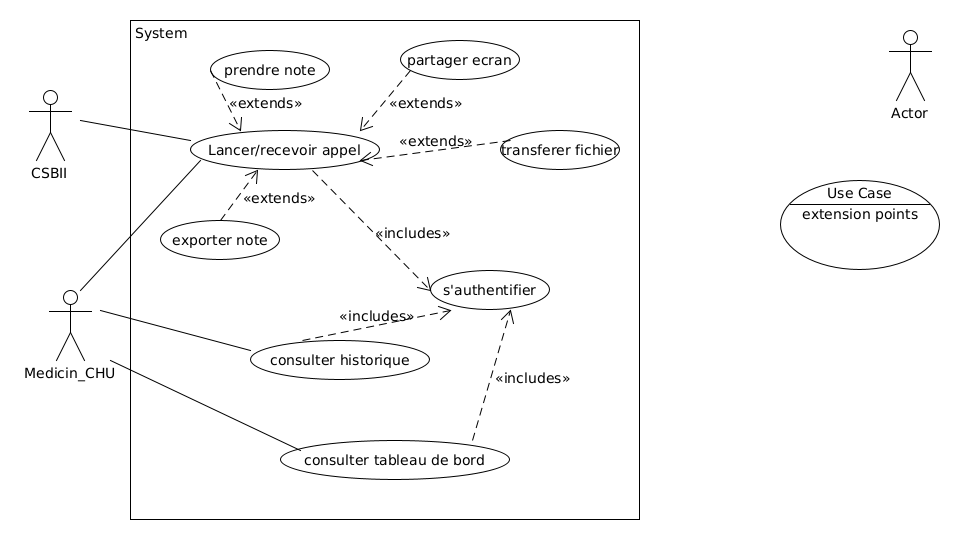 System
prendre note
partager ecran
Actor
«extends»
«extends»
Lancer/recevoir appel
«extends»
transferer fichier
CSBII
Use Case
extension points
«extends»
exporter note
«includes»
s'authentifier
«includes»
consulter historique
Medicin_CHU
«includes»
consulter tableau de bord